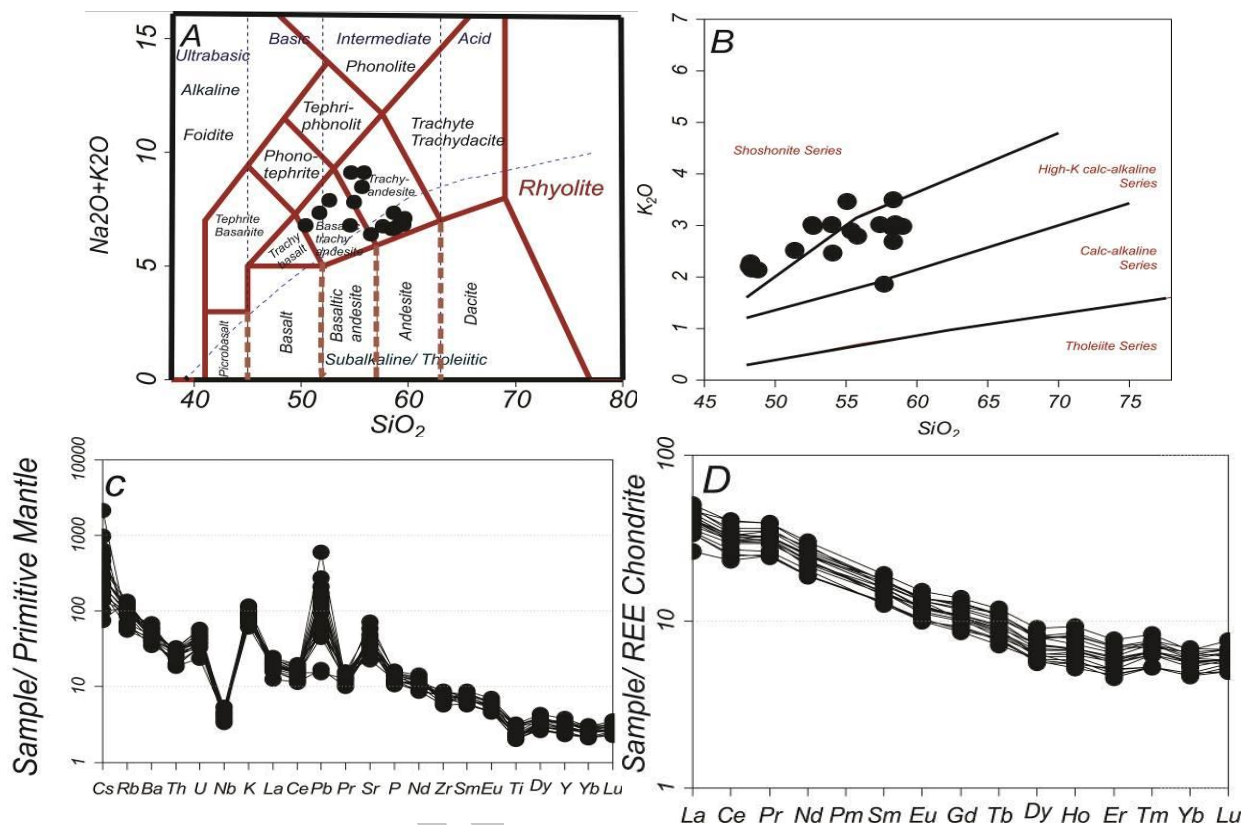 A
Ultrabasic
Basic
Intermediate
Acid
Alkaline
Phonolite
Foidite
Tephri-
phonolit
Trachyte
Trachydacite
Phono-
tephrite
Trachy-
andesite
Rhyolite
Tephrite
Basanite
Trachy
basalt
trachy
andesite
Picrobasalt
Basalt
Basaltic
andesite
Andesite
Dacite
Subalkaline/ Tholeiitic
Na2O+K2O
0
5
10
15
40
50
60
70
80
SiO2
B
Shoshonite Series
High-K calc-alkaline
Series
Calc-alkaline
Series
Tholeiite Series
K2O
0
1
2
3
4
5
6
7
45
50
55
60
65
70
75
SiO2
C
Sample/ Primitive Mantle
10000
1000
100
10
1
Cs Rb Ba Th U Nb K La Ce Pb Pr Sr P Nd Zr Sm Eu Ti Dy Y Yb Lu
D
Sample/ REE Chondrite
100
10
1
La Ce Pr Nd Pm Sm Eu Gd Tb Dy Ho Er Tm Yb Lu